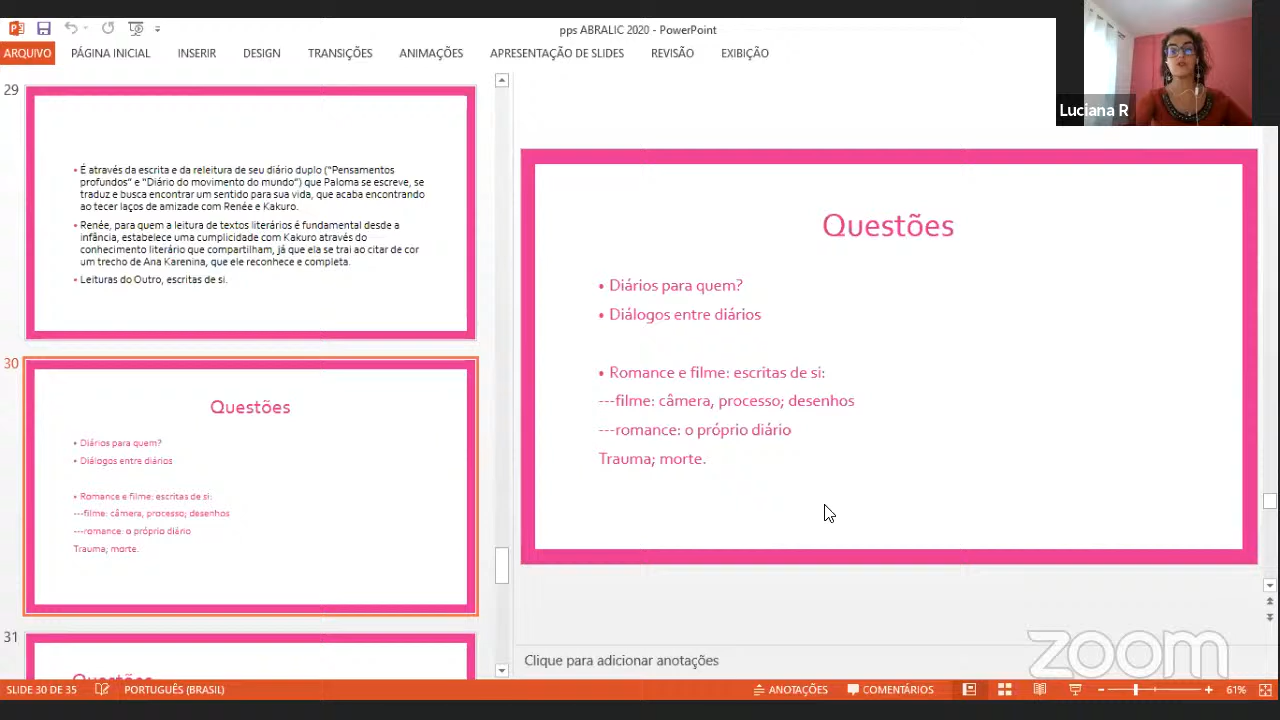 pps ABRALIC 2020 - PowerPoint
ARQUIVO PÁGINA INICIAL INSERIR DESIGN TRANSIÇÕES ANIMAÇÕES APRESENTAÇÃO DE SLIDES REVISÃO EXIBIÇÃO
Luciana R
29
• É através da escrita e da releitura de seu diário duplo ("Pensamentos
profundos" e "Diário do movimento do mundo") que Paloma se escreve, se
traduz e busca encontrar um sentido para sua vida, que acaba encontrando
ao tecer laços de amizade com Renée e Kakuro.
• Renée, para quem a leitura de textos literários é fundamental desde a
infância, estabelece uma cumplicidade com Kakuro através do
conhecimento literário que compartilham, já que ela se trai ao citar de cor
um trecho de Ana Karenina, que ele reconhece e completa.
• Leituras do Outro, escritas de si.
30
Questões
• Diários para quem?
• Diálogos entre diários
• Romance e filme: escritas de si:
---filme: câmera, processo; desenhos
---romance: o próprio diário
Trauma; morte.
31
Questões
Questões
• Diários para quem?
• Diálogos entre diários
• Romance e filme: escritas de si:
---filme: câmera, processo; desenhos
---romance: o próprio diário
Trauma; morte.
Clique para adicionar anotações
zoom
SLIDE 30 DE 35 PORTUGUÊS (BRASIL) ANOTAÇÕES COMENTÁRIOS 61%